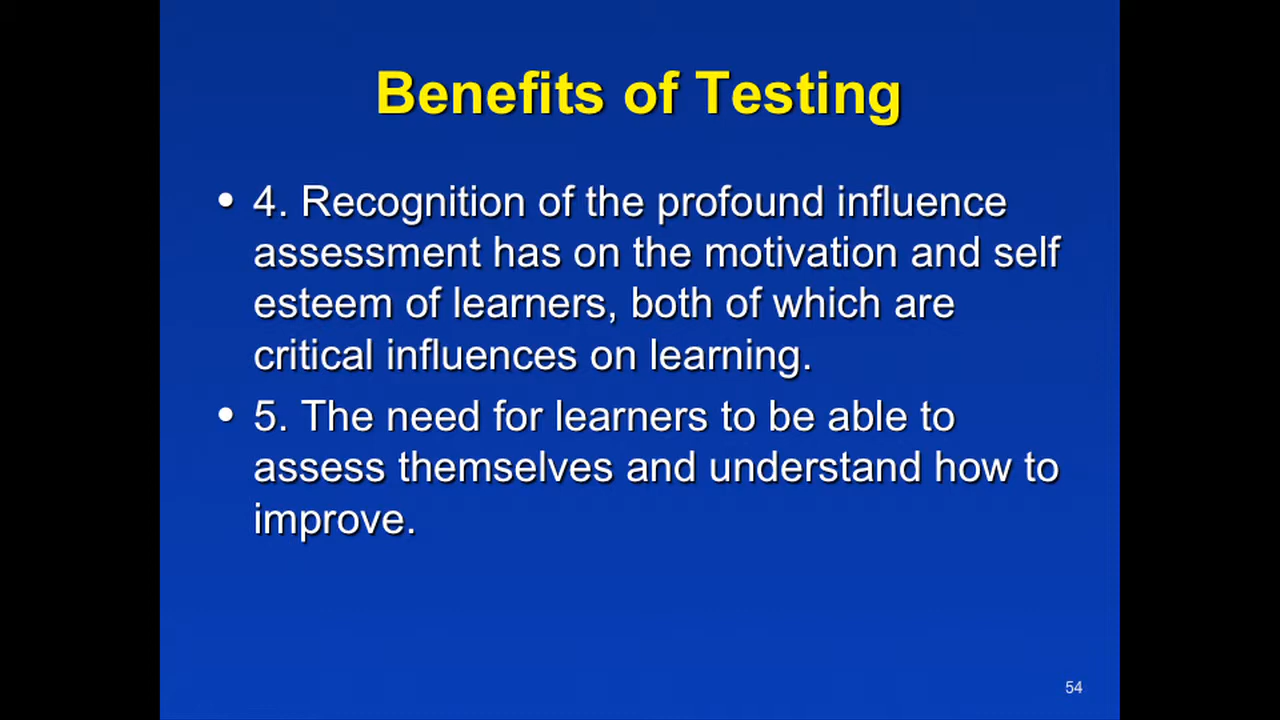 Benefits of Testing
• 4. Recognition of the profound influence
assessment has on the motivation and self
esteem of learners, both of which are
critical influences on learning.
• 5. The need for learners to be able to
assess themselves and understand how to
improve.
54